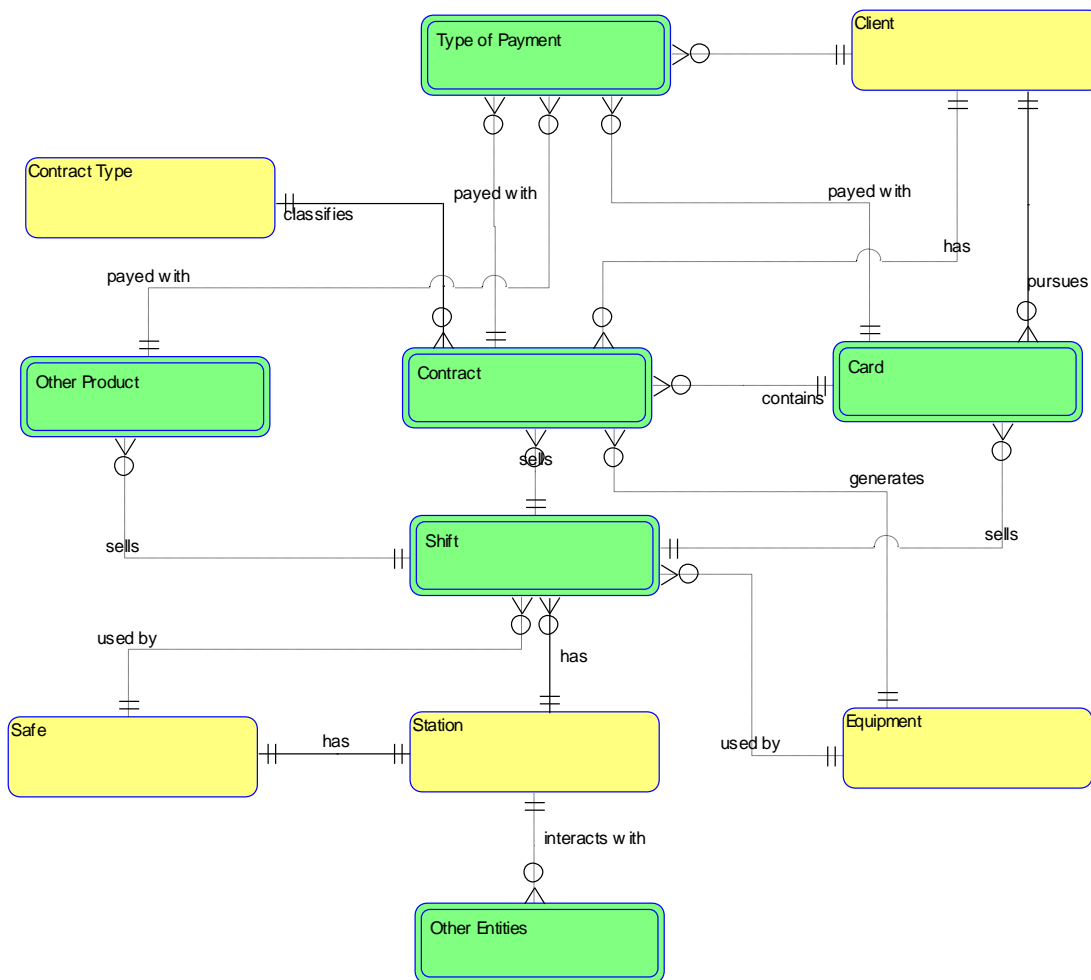 Type of Payment
Client
Contract Type
payed with
payed with
classifies
has
payed with
pursues
Other Product
Contract
Card
contains
sells
generates
Shift
sells
sells
used by
has
Safe
Station
Equipment
has
used by
interacts with
Other Entities